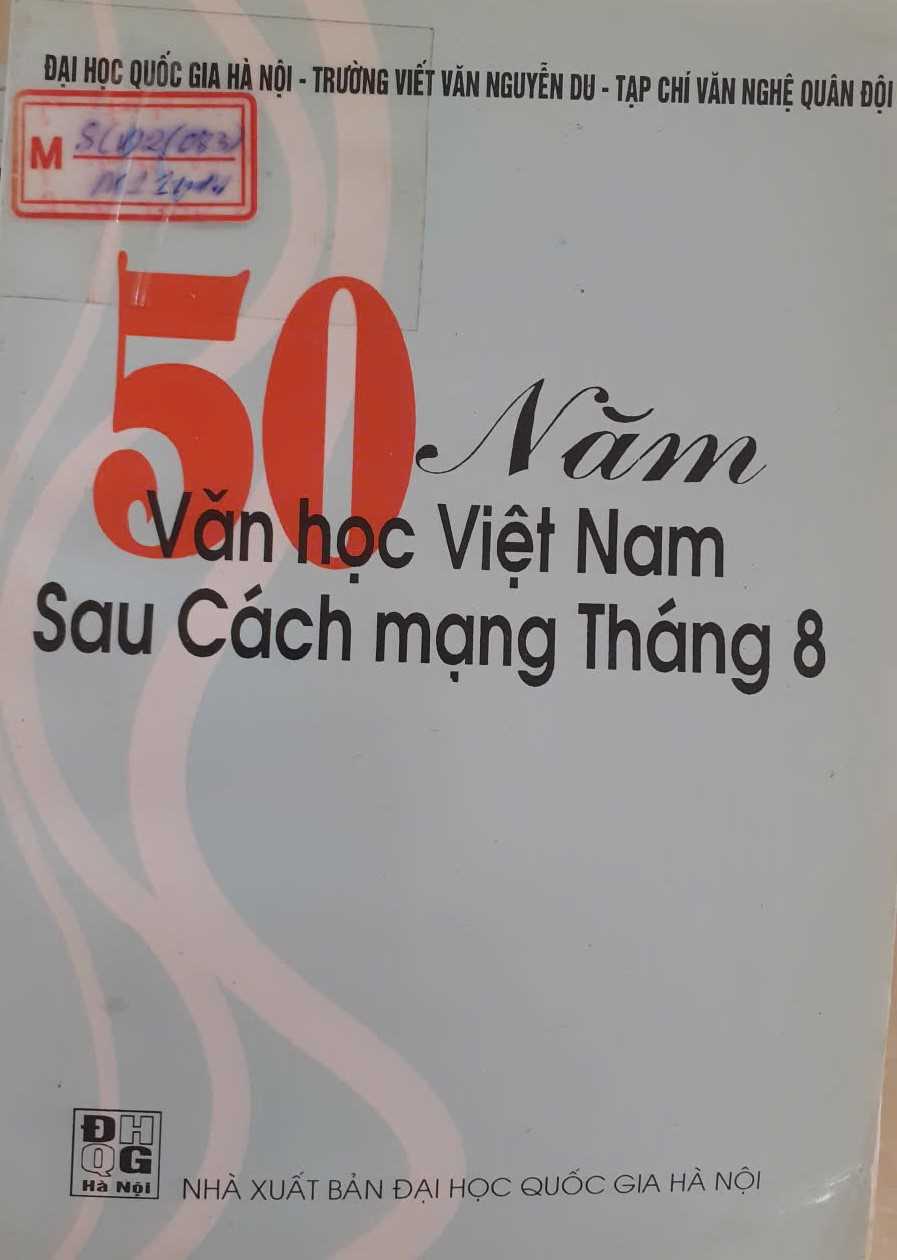 ĐẠI HỌC QUỐC GIA HÀ NỘI - TRƯỜNG VIẾT VĂN NGUYỄN DU - TẠP CHÍ VĂN NGHỆ QUÂN ĐỘI
M
50 Năm
Văn học Việt Nam
Sau Cách mạng Tháng 8
ĐH
QG
Hà Nội
NHÀ XUẤT BẢN ĐẠI HỌC QUỐC GIA HÀ NỘI